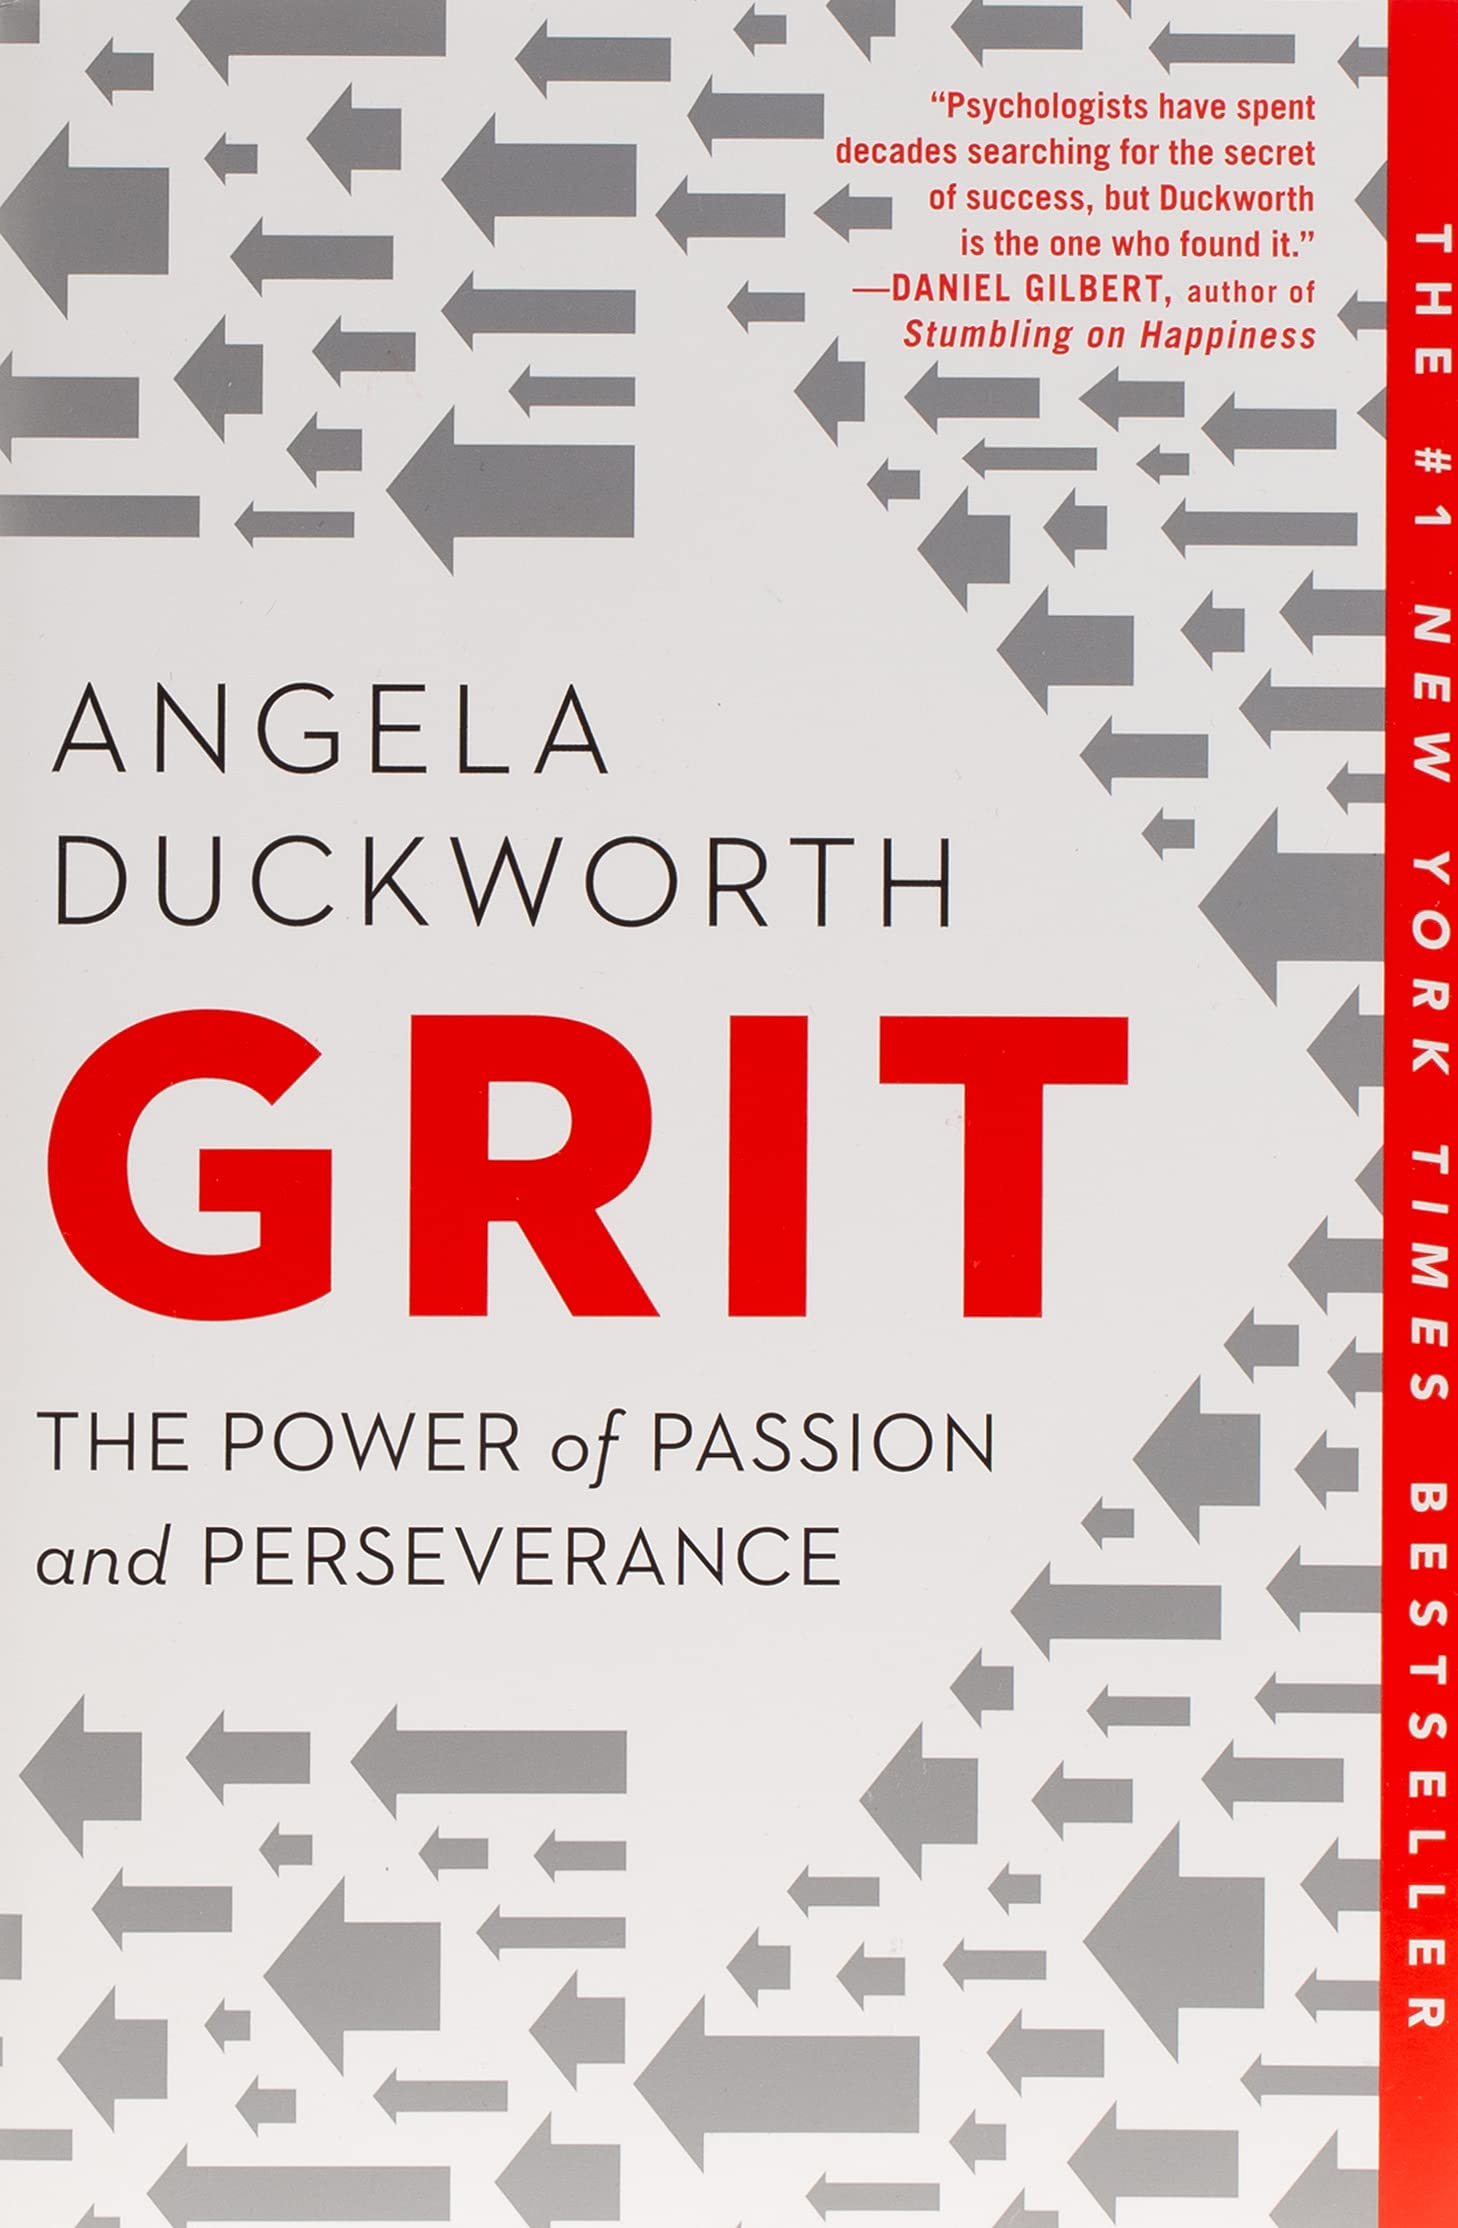 “Psychologists have spent
decades searching for the secret
of success, but Duckworth
is the one who found it.”
—DANIEL GILBERT, author of
Stumbling on Happiness
ANGELA
DUCKWORTH
GRIT
THE POWER of PASSION
and PERSEVERANCE
THE #1 NEW YORK TIMES BESTSELLER